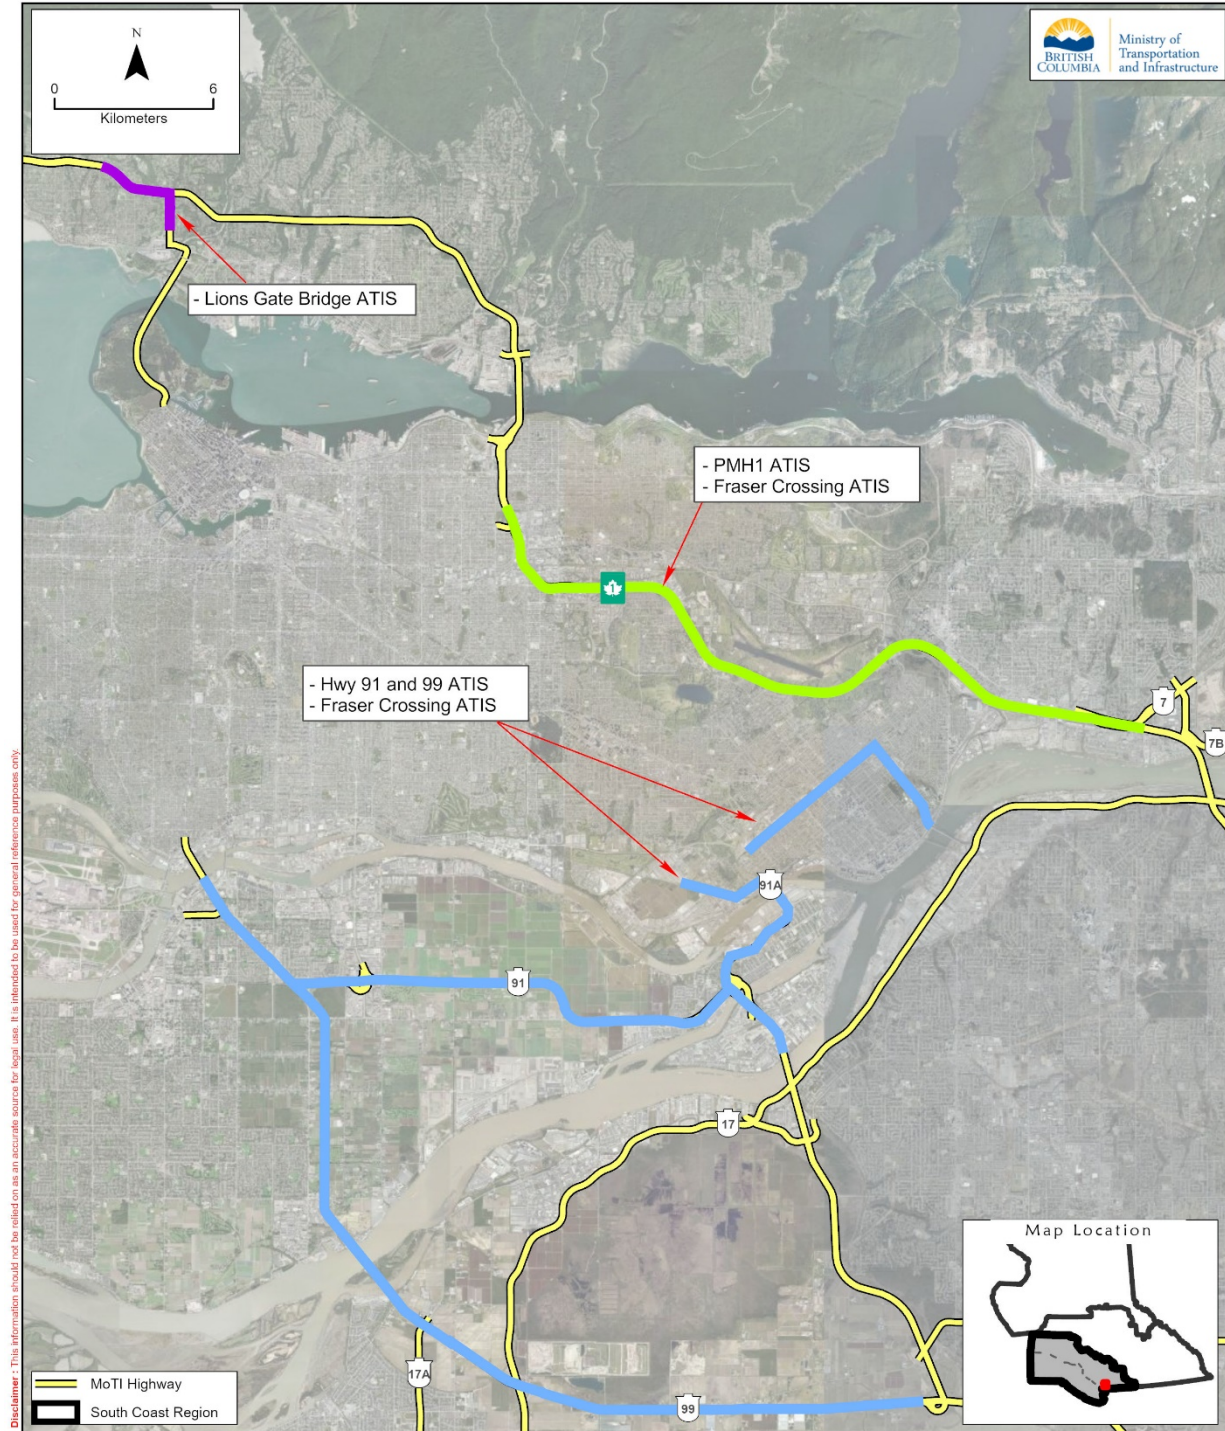 N
0 6
Kilometers
BRITISH
COLUMBIA
Ministry of
Transportation
and Infrastructure
- Lions Gate Bridge ATIS
- PMH1 ATIS
- Fraser Crossing ATIS
1
- Hwy 91 and 99 ATIS
- Fraser Crossing ATIS
7
7B
91A
91
17
17A
99
Map Location
MoTI Highway
South Coast Region
Disclaimer : This information should not be relied on as an accurate source for legal use. It is intended to be used for general reference purposes only.